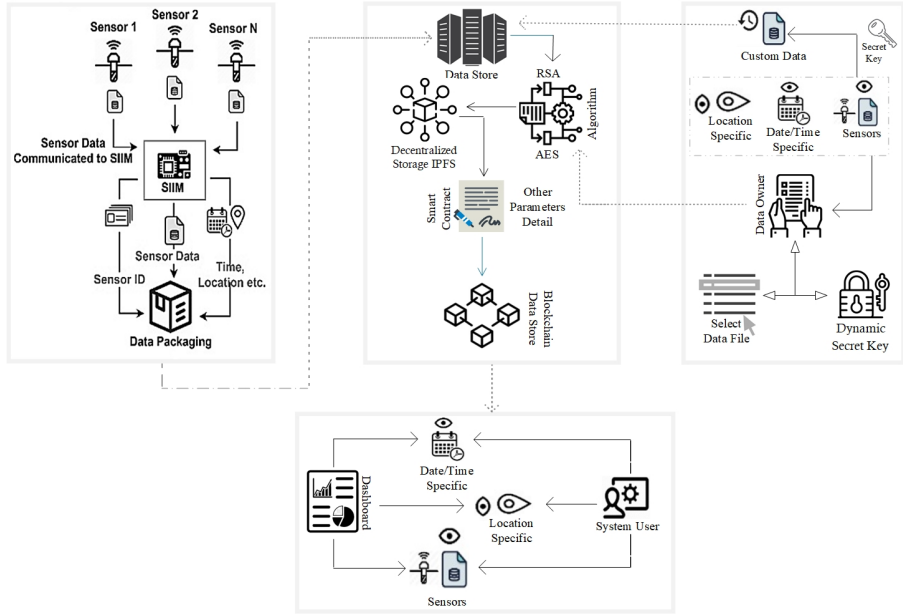 Sensor 1
Sensor 2
Sensor N
Sensor Data
Communicated to SIIM
SIIM
Sensor ID
Sensor Data
Time,
Location etc.
Data Packaging
Data Store
RSA
Algorithm
AES
Decentralized
Storage IPFS
Smart
Contract
Other
Parameters
Detail
Blockchain
Data Store
Custom Data
Secret
Key
Location
Specific
Date/Time
Specific
Sensors
Data Owner
Select
Data File
Dynamic
Secret Key
Dashboard
Date/Time
Specific
Location
Specific
Sensors
System User